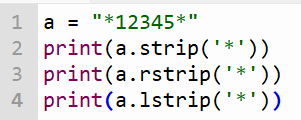 1 a = "*12345*"
2 print(a.strip('*'))
3 print(a.rstrip('*'))
4 print(a.lstrip('*'))